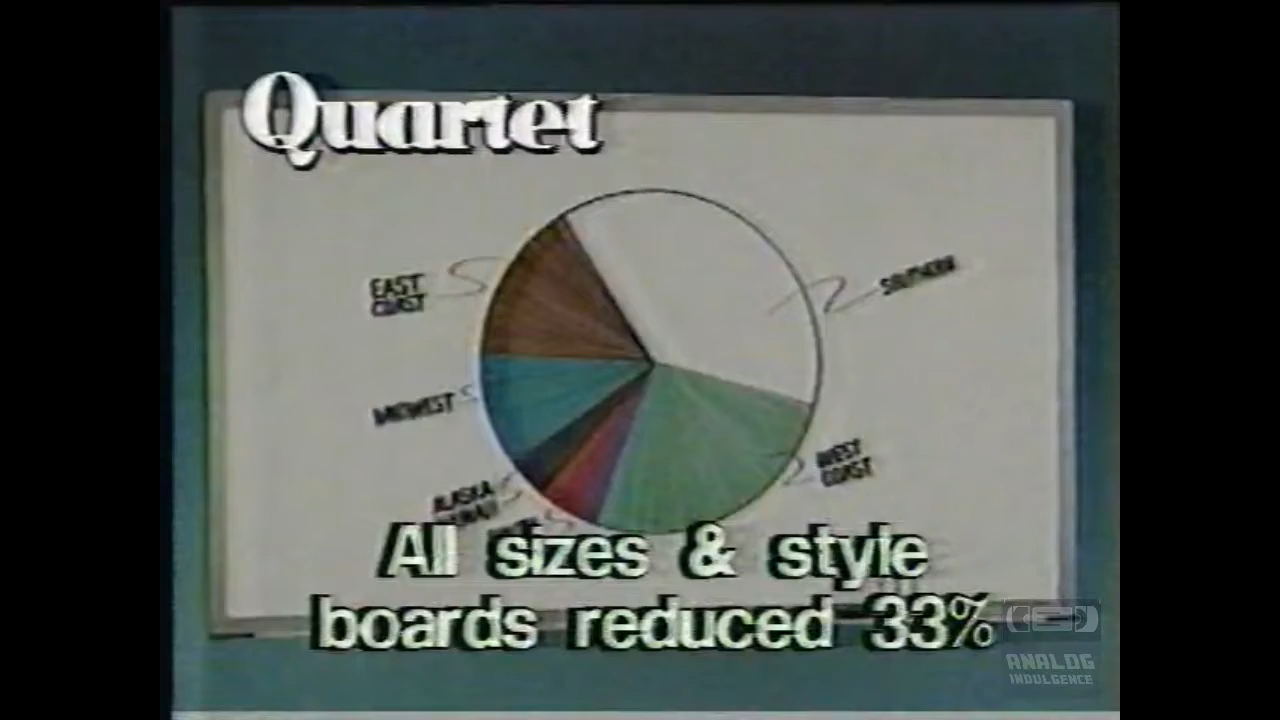 Quartet
EAST
COAST
SOUTHERN
MIDWEST
WEST
COAST
ALASKA
All sizes & style
boards reduced 33%
ANALOG
INDULGENCE